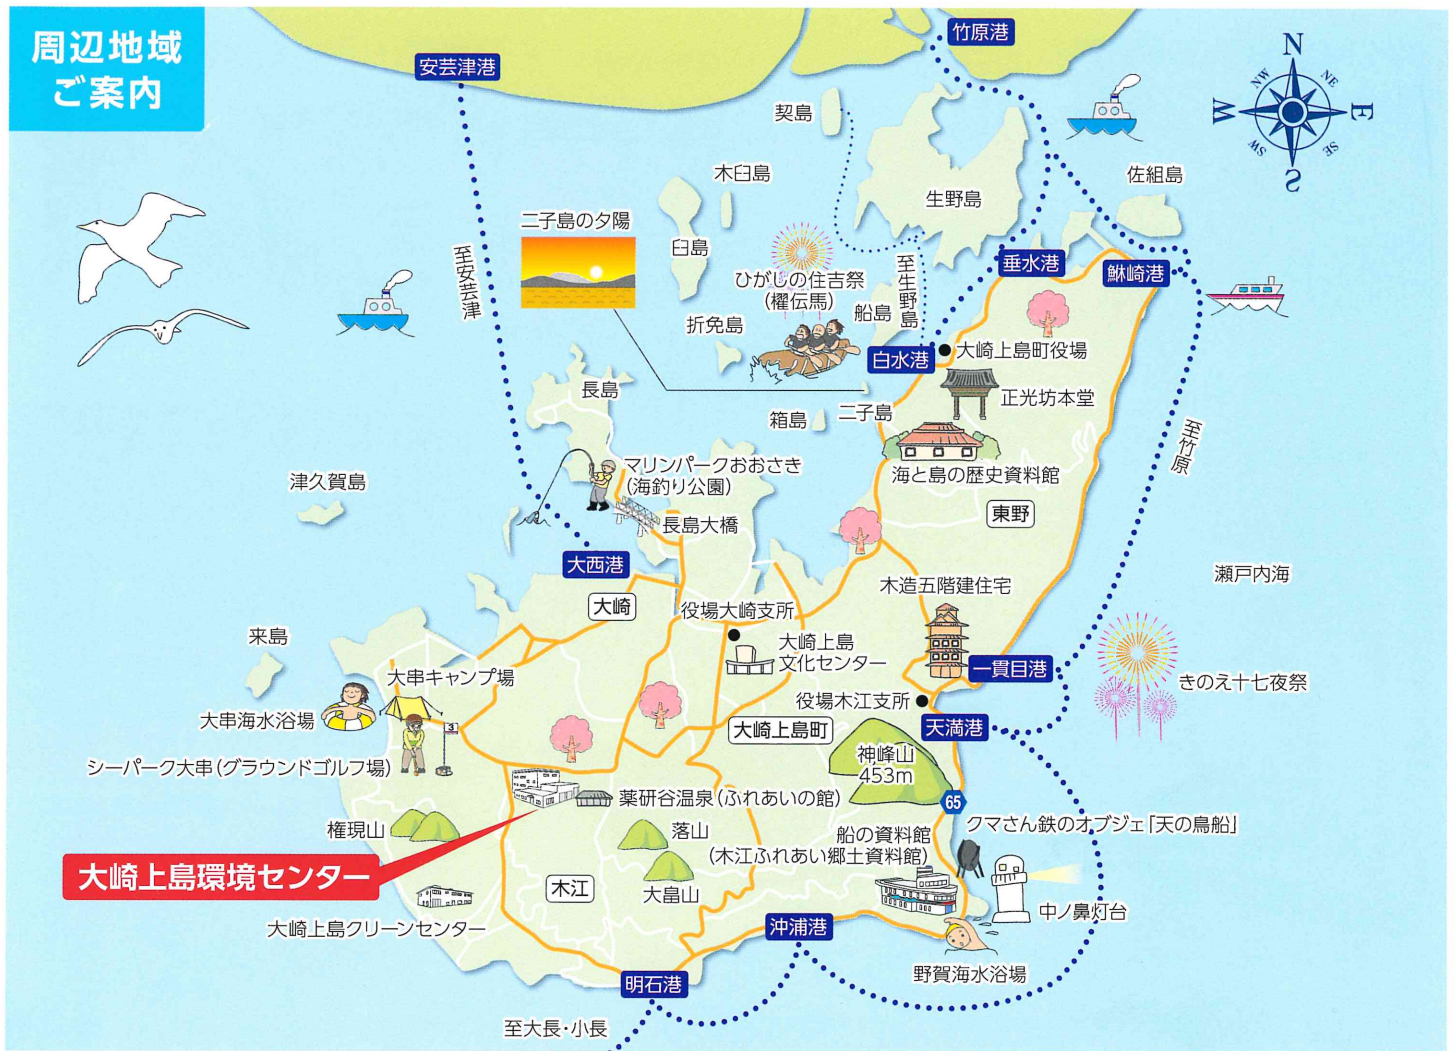 周辺地域
ご案内
安芸津港
竹原港
N
NE
E
SE
S
SW
W
NW
契島
木臼島
臼島
生野島
佐組島
二子島の夕陽
至安芸津
ひがしの住吉祭
(櫂伝馬)
折免島
船島
至生野島
垂水港
鮴崎港
白水港
大崎上島町役場
正光坊本堂
長島
箱島
二子島
海と島の歴史資料館
東野
至竹原
マリンパークおおさき
(海釣り公園)
長島大橋
津久賀島
大西港
大崎
役場大崎支所
大崎上島
文化センター
木造五階建住宅
瀬戸内海
来島
大串キャンプ場
大串海水浴場
3
シーパーク大串(グラウンドゴルフ場)
一貫目港
きのえ十七夜祭
役場木江支所
天満港
大崎上島町
神峰山
453m
65
薬研谷温泉(ふれあいの館)
権現山
落山
大畠山
船の資料館
(木江ふれあい郷土資料館)
クマさん鉄のオブジェ「天の鳥船」
大崎上島環境センター
木江
大崎上島クリーンセンター
中ノ鼻灯台
沖浦港
野賀海水浴場
明石港
至大長・小長